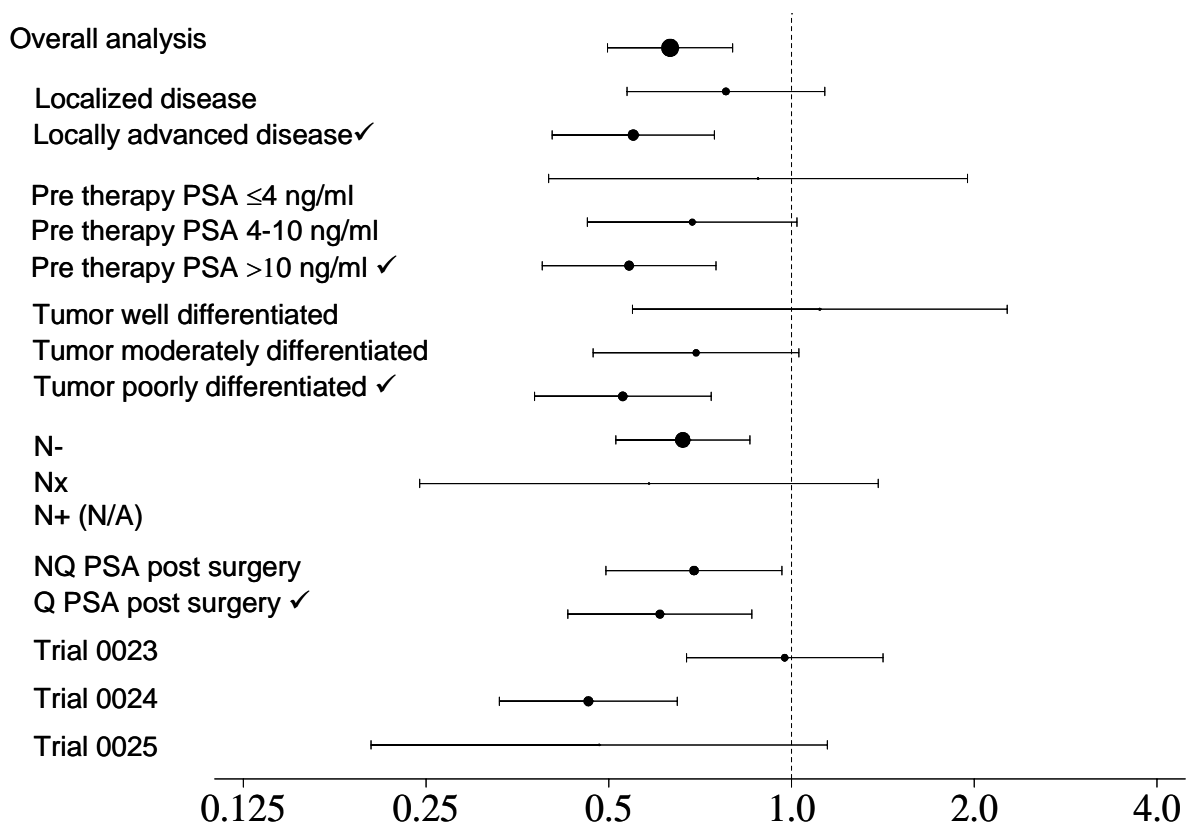 Overall analysis
Localized disease
Locally advanced disease✓
Pre therapy PSA ≤4 ng/ml
Pre therapy PSA 4-10 ng/ml
Pre therapy PSA >10 ng/ml ✓
Tumor well differentiated
Tumor moderately differentiated
Tumor poorly differentiated ✓
N-
Nx
N+ (N/A)
NQ PSA post surgery
Q PSA post surgery ✓
Trial 0023
Trial 0024
Trial 0025
0.125 0.25 0.5 1.0 2.0 4.0